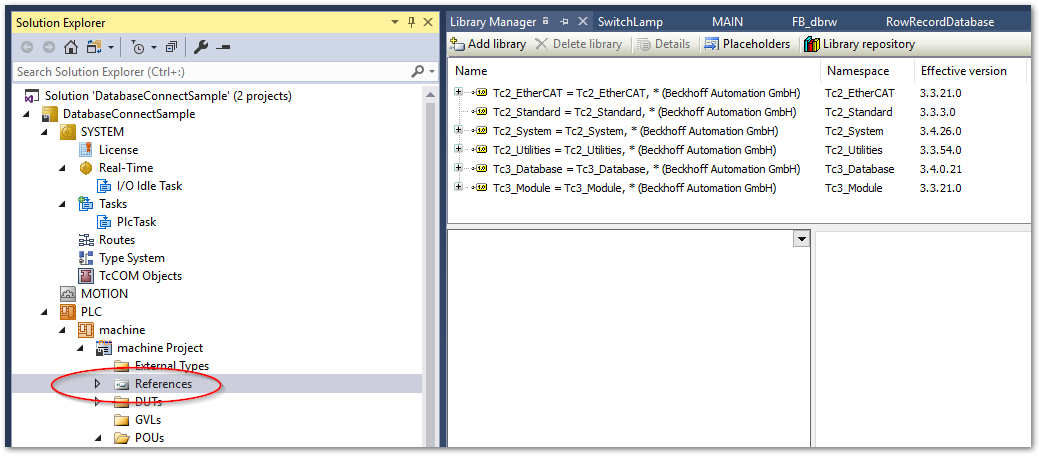 Solution Explorer
Search Solution Explorer (Ctrl+:)
Solution 'DatabaseConnectSample' (2 projects)
DatabaseConnectSample
SYSTEM
License
Real-Time
I/O Idle Task
Tasks
PlcTask
Routes
Type System
TcCOM Objects
MOTION
PLC
machine
machine Project
External Types
References
DUTs
GVLs
POUs
Library Manager SwitchLamp MAIN FB_dbrw RowRecordDatabase
Add library Delete library Details Placeholders Library repository
Name Namespace Effective version
Tc2_EtherCAT = Tc2_EtherCAT, * (Beckhoff Automation GmbH) Tc2_EtherCAT 3.3.21.0
Tc2_Standard = Tc2_Standard, * (Beckhoff Automation GmbH) Tc2_Standard 3.3.3.0
Tc2_System = Tc2_System, * (Beckhoff Automation GmbH) Tc2_System 3.4.26.0
Tc2_Utilities = Tc2_Utilities, * (Beckhoff Automation GmbH) Tc2_Utilities 3.3.54.0
Tc3_Database = Tc3_Database, * (Beckhoff Automation GmbH) Tc3_Database 3.4.0.21
Tc3_Module = Tc3_Module, * (Beckhoff Automation GmbH) Tc3_Module 3.3.21.0